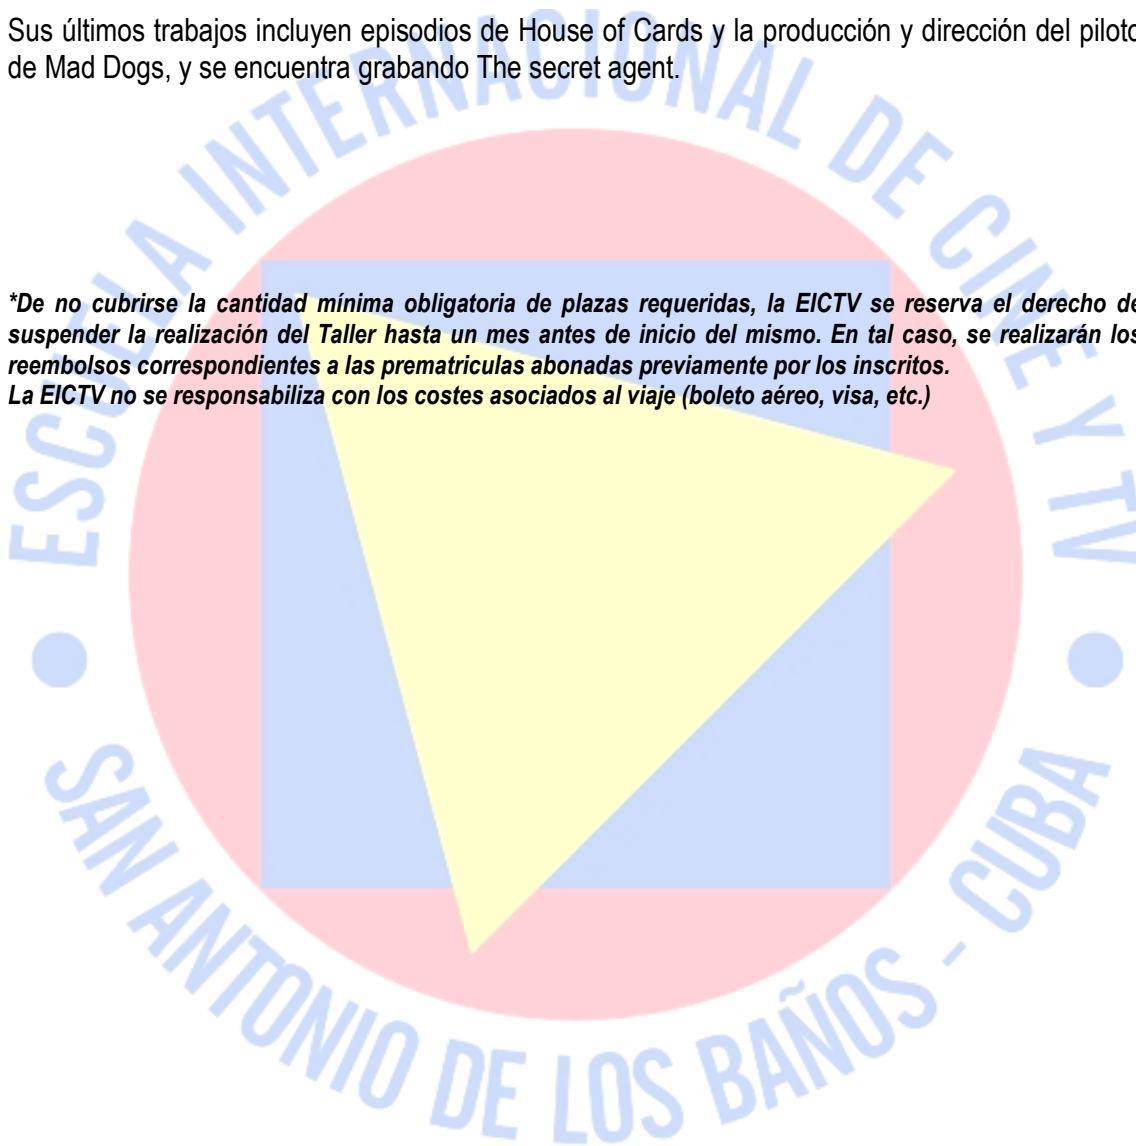 Sus últimos trabajos incluyen episodios de House of Cards y la producción y dirección del piloto
de Mad Dogs, y se encuentra grabando The secret agent.
*De no cubrirse la cantidad mínima obligatoria de plazas requeridas, la EICTV se reserva el derecho de
suspender la realización del Taller hasta un mes antes de inicio del mismo. En tal caso, se realizarán los
reembolsos correspondientes a las prematriculas abonadas previamente por los inscritos.
La EICTV no se responsabiliza con los costes asociados al viaje (boleto aéreo, visa, etc.)
ESCUELA INTERNACIONAL DE CINE Y TV
SAN ANTONIO DE LOS BAÑOS - CUBA